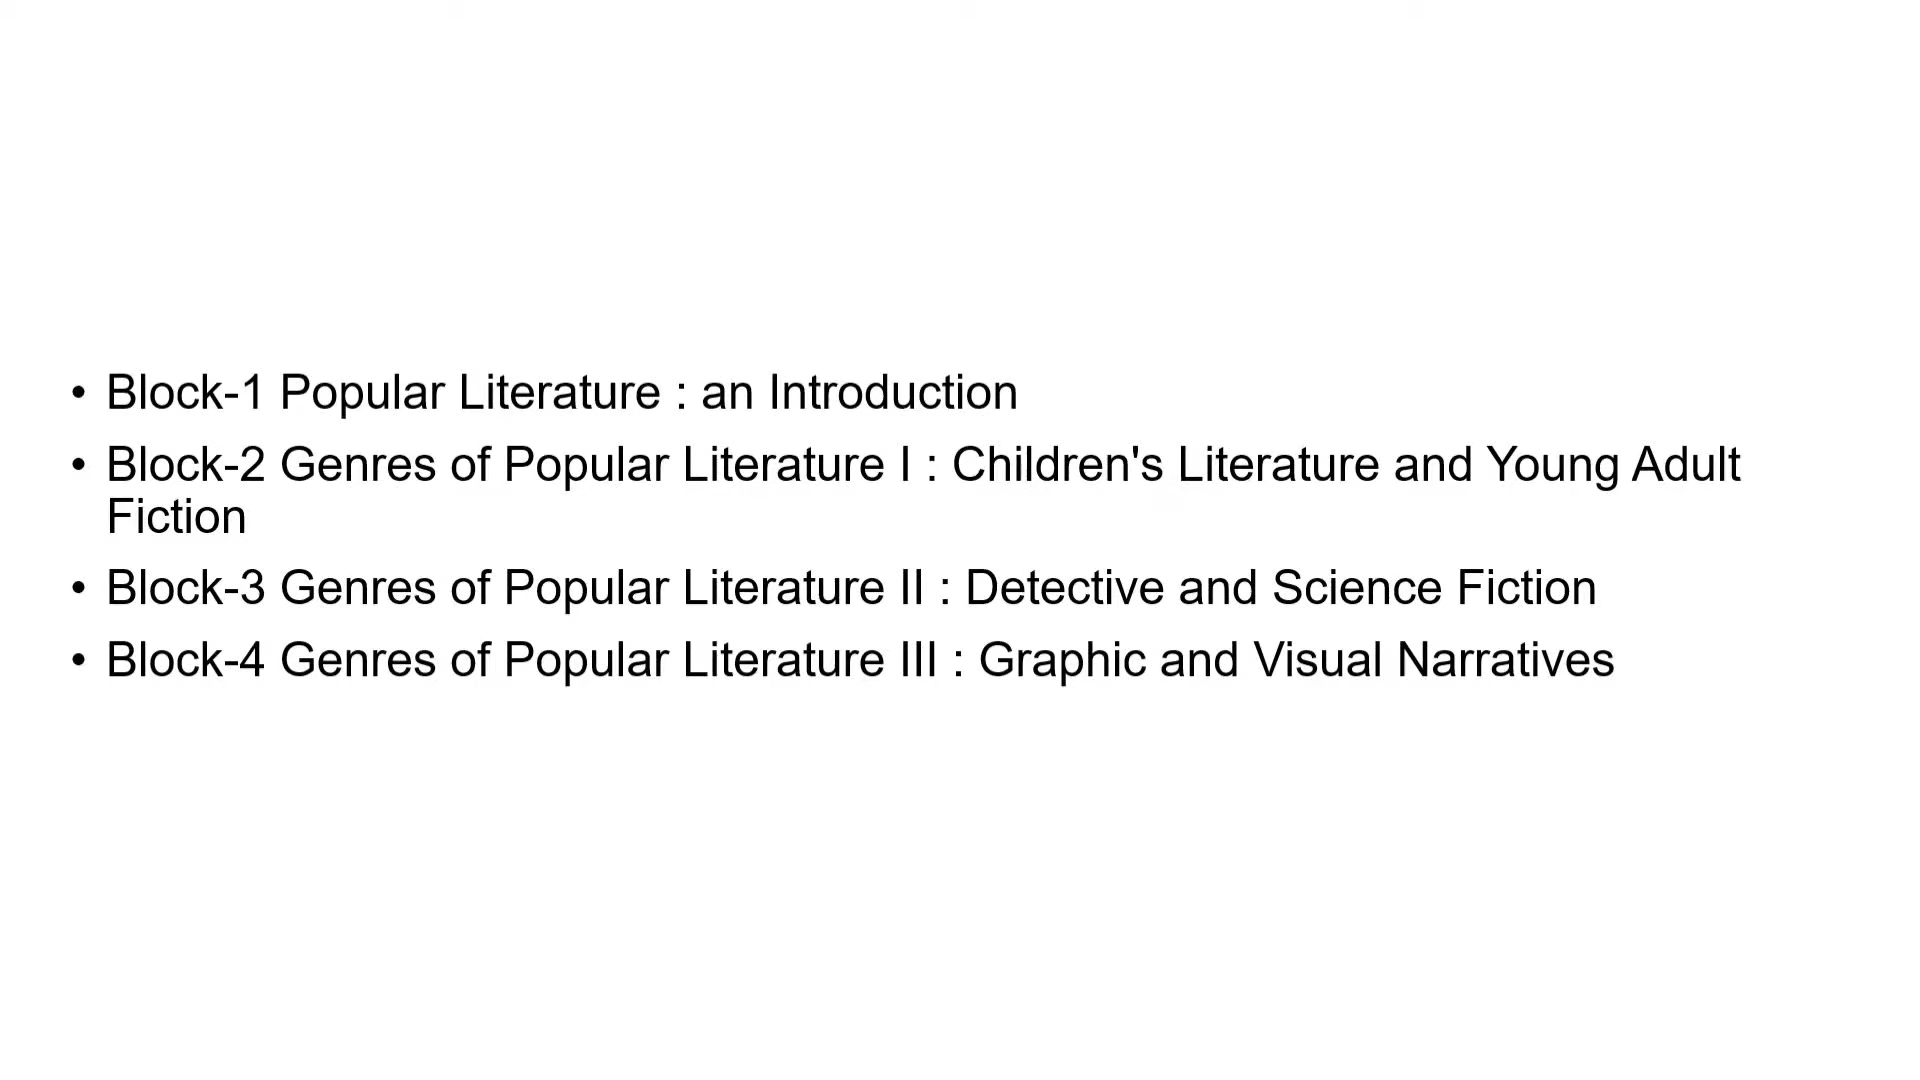 • Block-1 Popular Literature : an Introduction
• Block-2 Genres of Popular Literature I : Children's Literature and Young Adult
Fiction
• Block-3 Genres of Popular Literature II : Detective and Science Fiction
• Block-4 Genres of Popular Literature III : Graphic and Visual Narratives